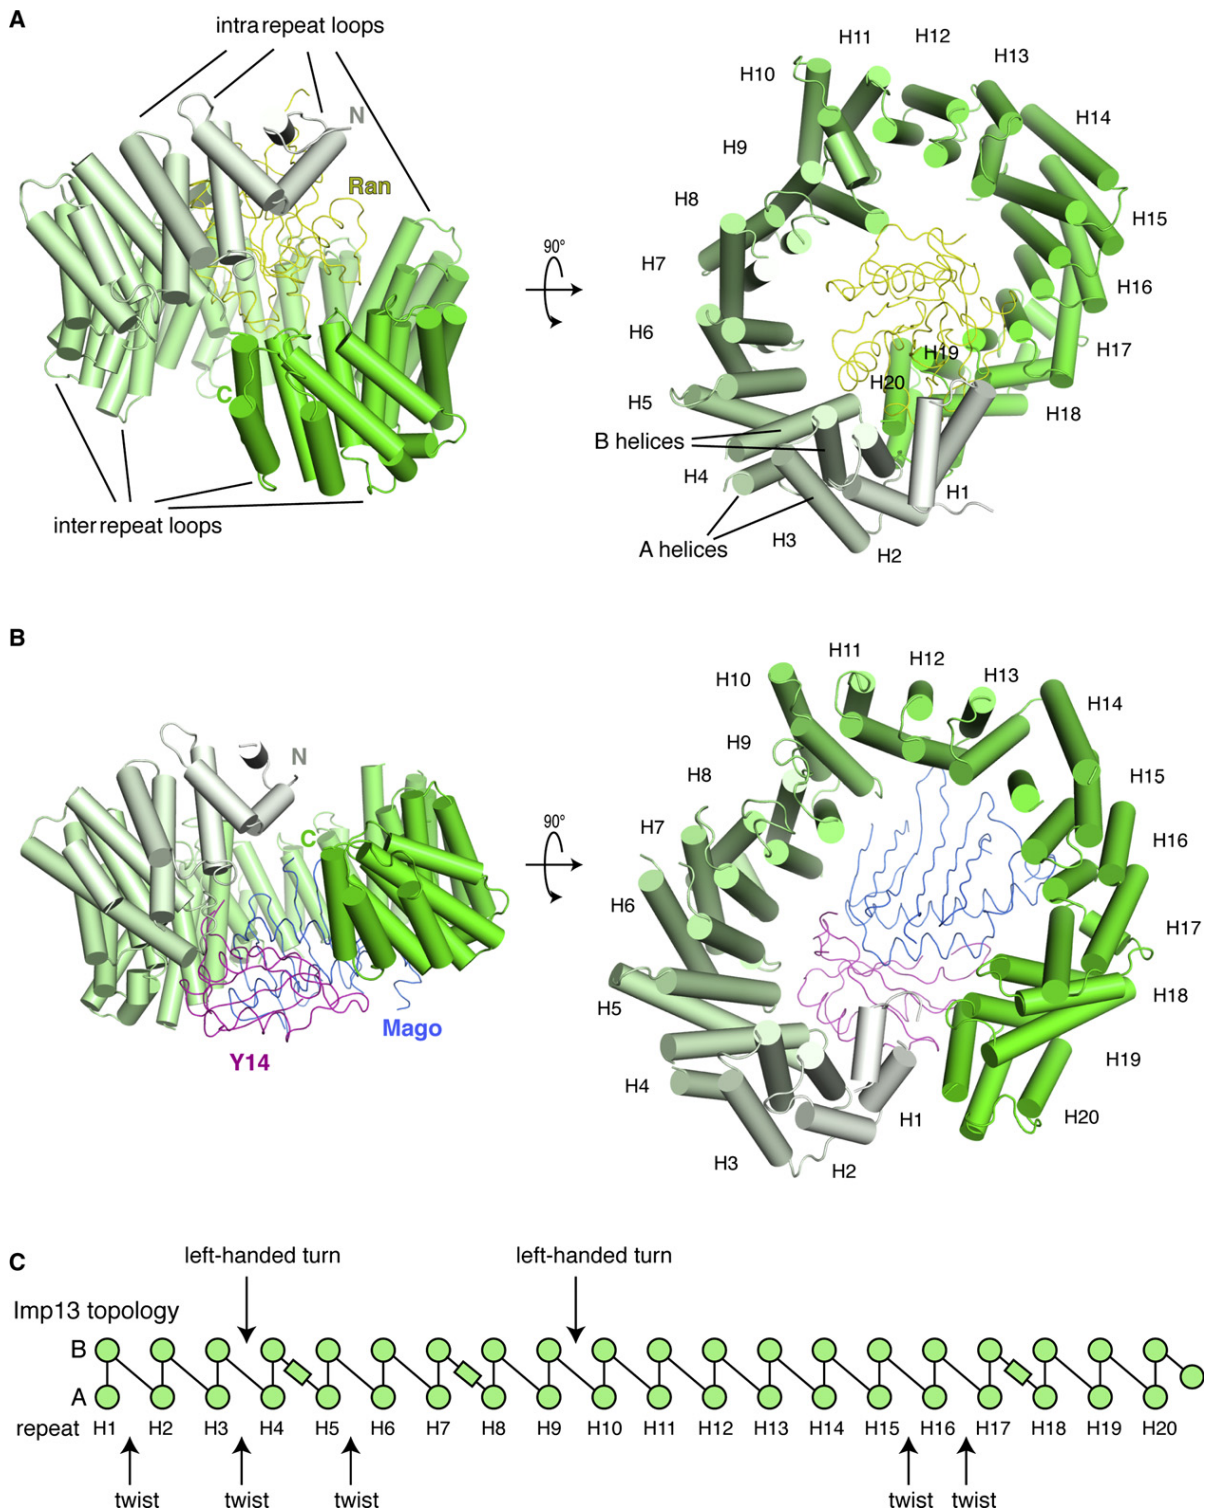 A
intra repeat loops
N
Ran
C
inter repeat loops
90°
H11
H12
H13
H10
H14
H9
H8
H15
H7
H16
H6
H17
H19
H20
H5
H18
B helices
H4
H1
A helices
H3
H2
B
N
C
Mago
Y14
90°
H11
H12
H13
H10
H14
H9
H8
H15
H7
H16
H6
H17
H5
H18
H19
H4
H20
H1
H3
H2
C
left-handed turn left-handed turn
Imp13 topology
B
A
repeat H1 H2 H3 H4 H5 H6 H7 H8 H9 H10 H11 H12 H13 H14 H15 H16 H17 H18 H19 H20
twist twist twist twist twist